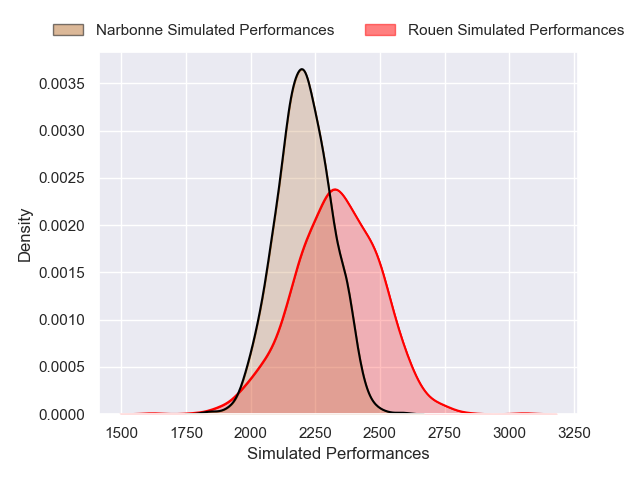 Narbonne Simulated Performances Rouen Simulated Performances
0.0035
0.0030
0.0025
0.0020
0.0015
0.0010
0.0005
0.0000
Density
1500 1750 2000 2250 2500 2750 3000 3250
Simulated Performances